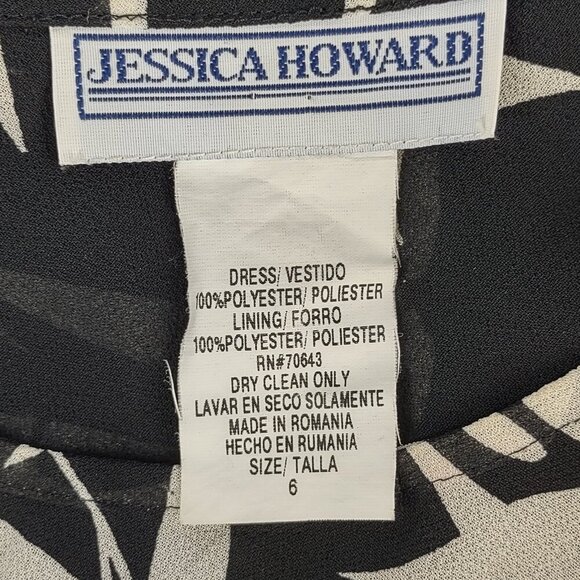 JESSICA HOWARD
DRESS/ VESTIDO
100%POLYESTER/ POLIESTER
LINING/ FORRO
100%POLYESTER/ POLIESTER
RN#70643
DRY CLEAN ONLY
LAVAR EN SECO SOLAMENTE
MADE IN ROMANIA
HECHO EN RUMANIA
SIZE/ TALLA
6